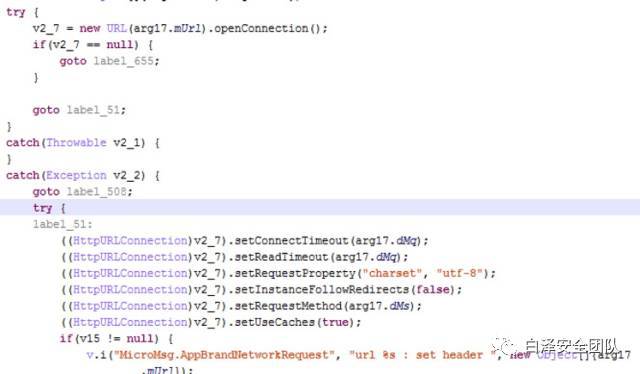 try {
v2_7 = new URL(arg17.mUrl).openConnection();
if(v2_7 == null) {
goto label_655;
}
goto label_51;
}
catch(Throwable v2_1) {
}
catch(Exception v2_2) {
goto label_508;
try {
label_51:
((HttpURLConnection)v2_7).setConnectTimeout(arg17.dMq);
((HttpURLConnection)v2_7).setReadTimeout(arg17.dMq);
((HttpURLConnection)v2_7).setRequestProperty("charset", "utf-8");
((HttpURLConnection)v2_7).setInstanceFollowRedirects(false);
((HttpURLConnection)v2_7).setRequestMethod(arg17.dMs);
((HttpURLConnection)v2_7).setUseCaches(true);
if(v15 != null) {
v.i("MicroMsg.AppBrandNetworkRequest", "url %s : set header ", new Object[]{arg17
.mUrl});
白泽安全团队